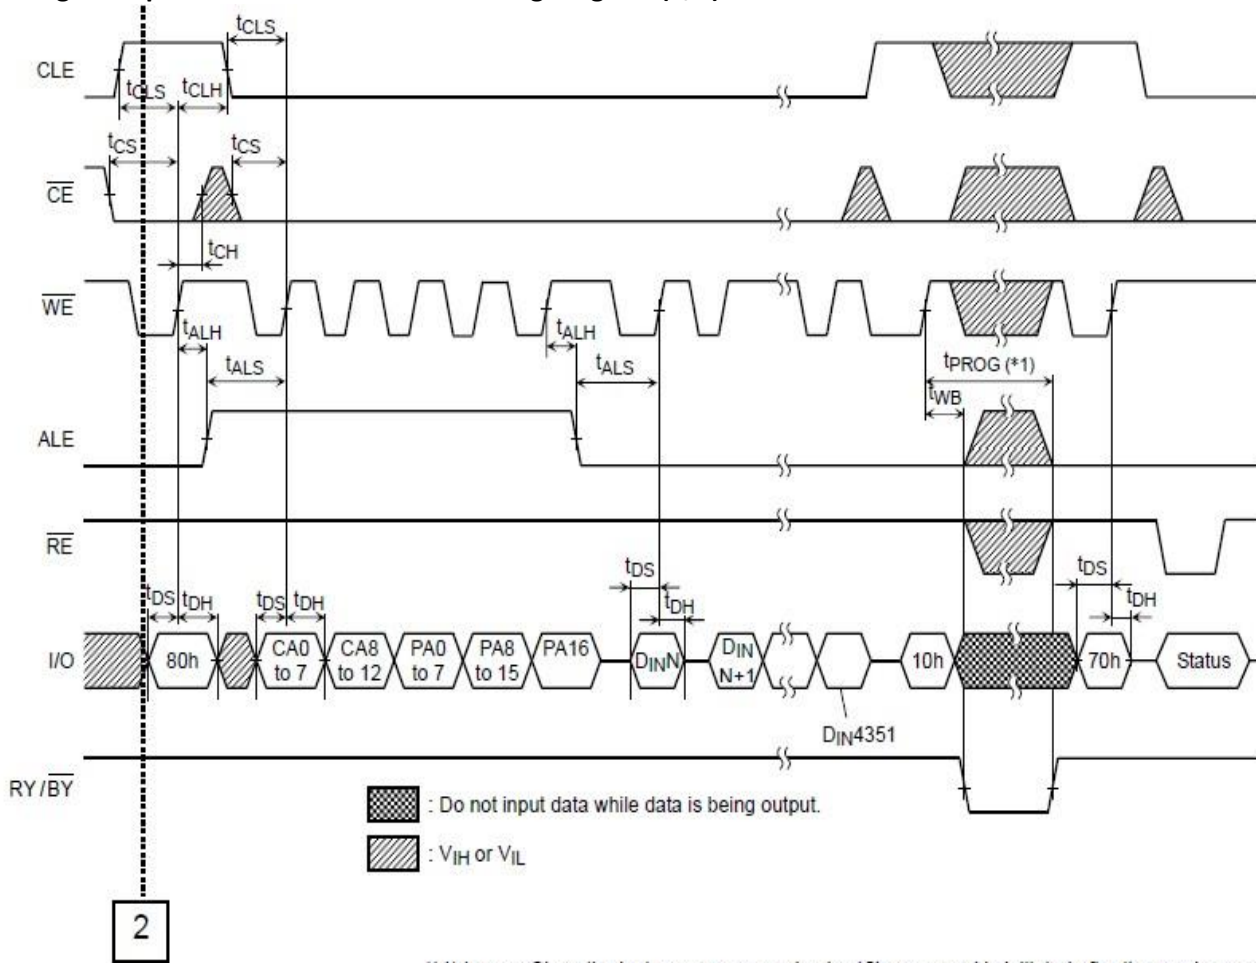 tCLS
CLE
tCLS tCLH
tCS tCS
CE
tCH
WE
tALH tALH
tALS tALS
tPROG (*1)
tWB
ALE
RE
tDS tDH tDS tDH tDS tDH tDS tDH
I/O 80h CA0 to 7 CA8 to 12 PA0 to 7 PA8 to 15 PA16 DINN DIN N+1 10h 70h Status
DIN4351
RY/BY
: Do not input data while data is being output.
: VIH or VIL
2